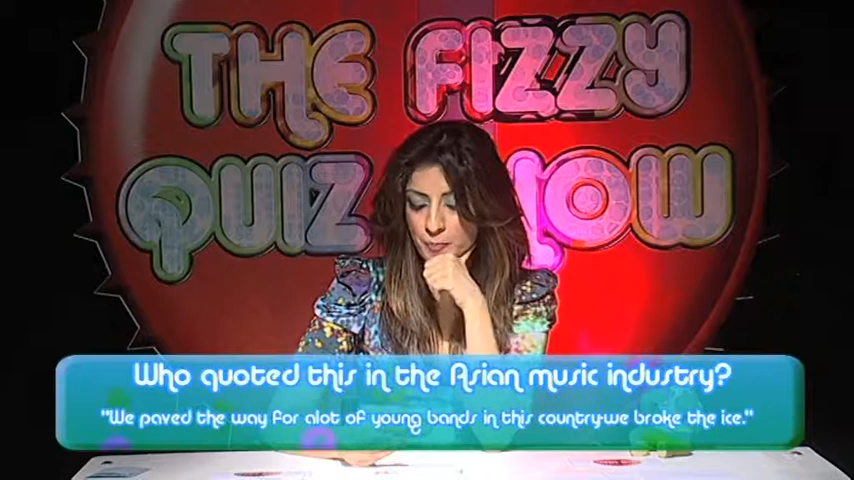 THE FIZZY
QUIZ SHOW
Who quoted this in the Asian music industry?
"We paved the way for alot of young bands in this country-we broke the ice."